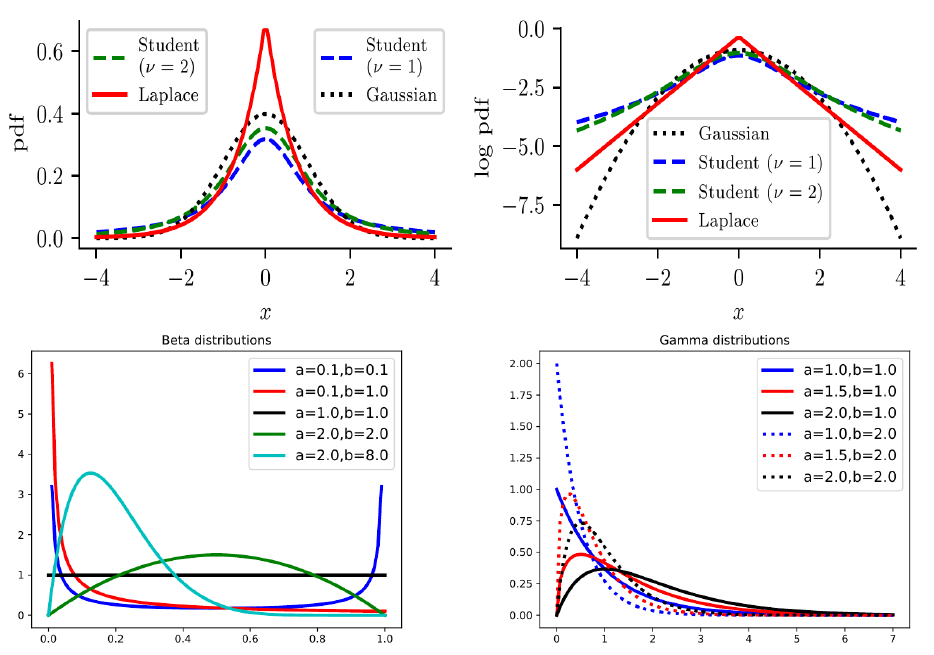 0.6
0.4
0.2
0.0
pdf
Student
(ν = 2)
Laplace
Student
(ν = 1)
Gaussian
−4
−2
0
2
4
x
0.0
−2.5
−5.0
−7.5
log pdf
Gaussian
Student (ν = 1)
Student (ν = 2)
Laplace
−4
−2
0
2
4
x
Beta distributions
6
5
4
3
2
1
0
a=0.1,b=0.1
a=0.1,b=1.0
a=1.0,b=1.0
a=2.0,b=2.0
a=2.0,b=8.0
0.0
0.2
0.4
0.6
0.8
1.0
Gamma distributions
2.00
1.75
1.50
1.25
1.00
0.75
0.50
0.25
0.00
a=1.0,b=1.0
a=1.5,b=1.0
a=2.0,b=1.0
a=1.0,b=2.0
a=1.5,b=2.0
a=2.0,b=2.0
0
1
2
3
4
5
6
7